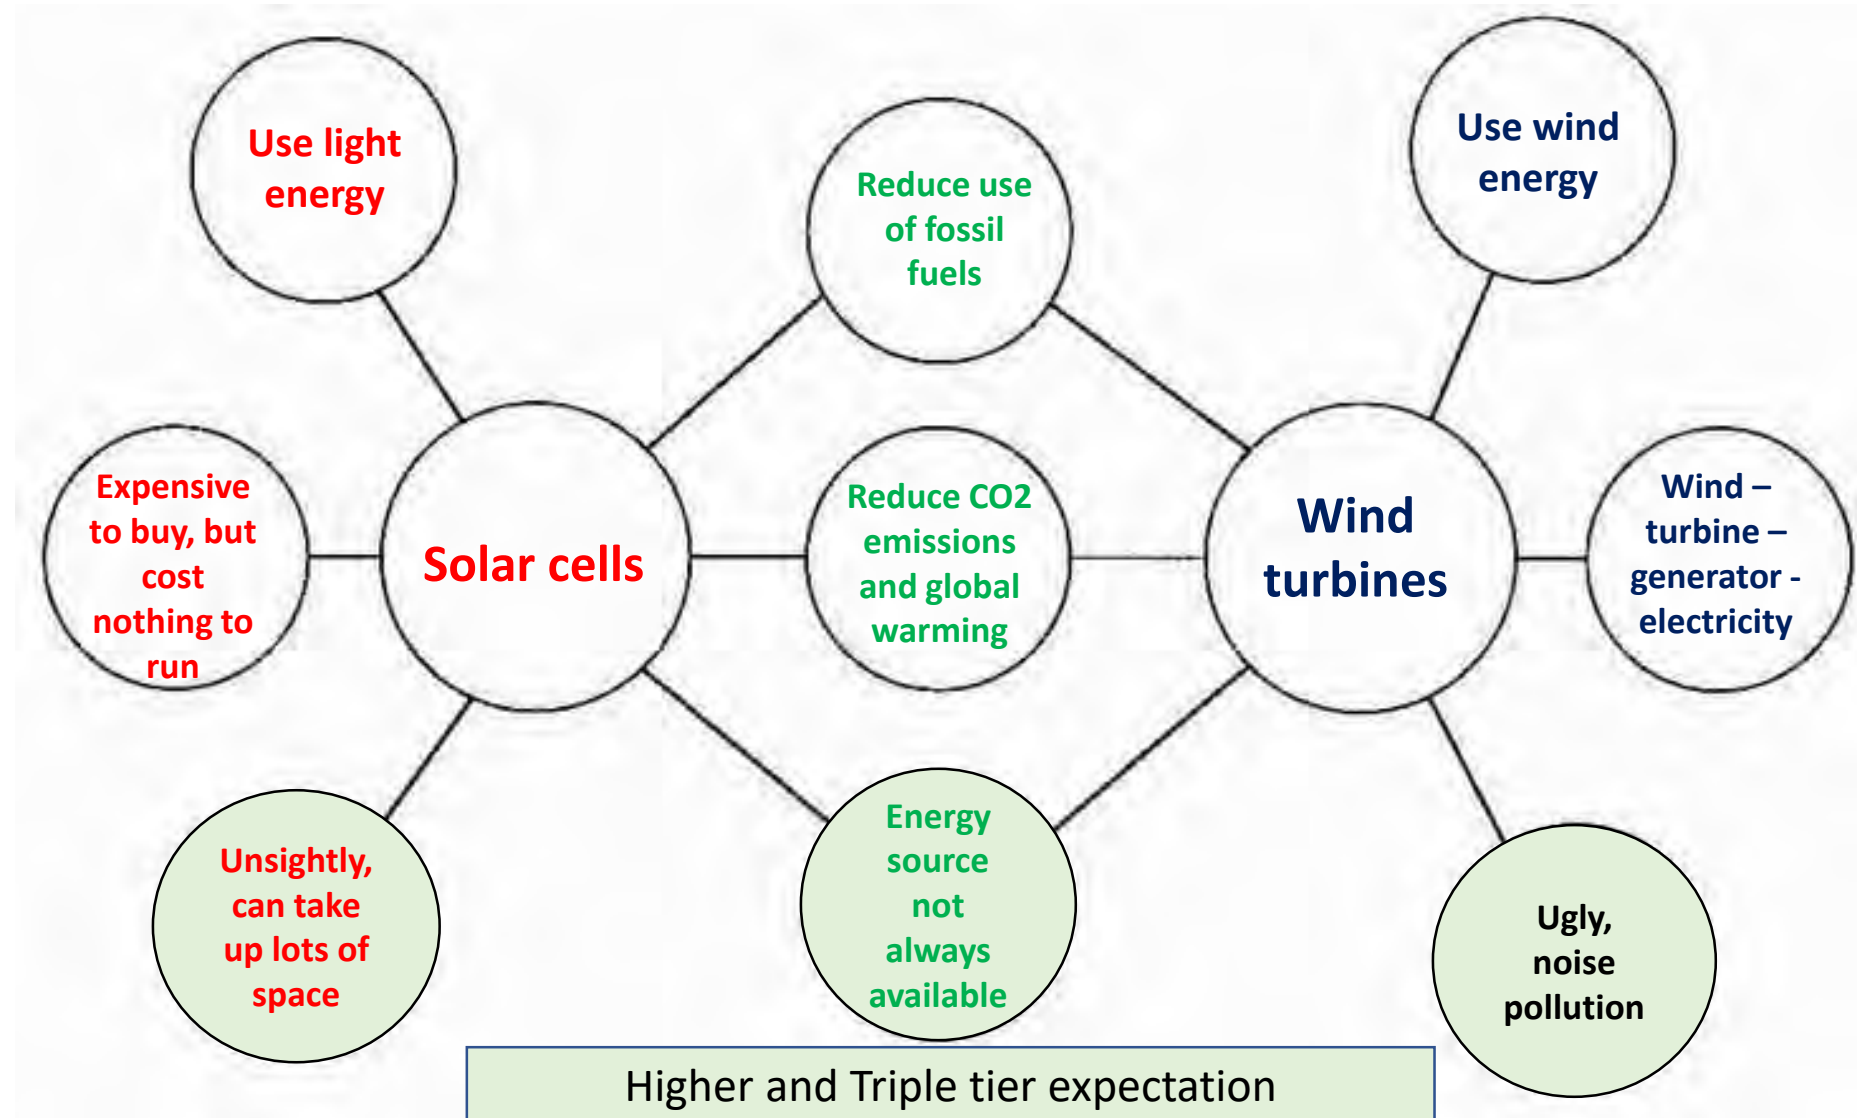 Use light
energy
Reduce use
of fossil
fuels
Use wind
energy
Expensive
to buy, but
cost
nothing to
run
Solar cells
Reduce CO2
emissions
and global
warming
Wind
turbines
Wind –
turbine –
generator -
electricity
Unsightly,
can take
up lots of
space
Energy
source
not
always
available
Ugly,
noise
pollution
Higher and Triple tier expectation